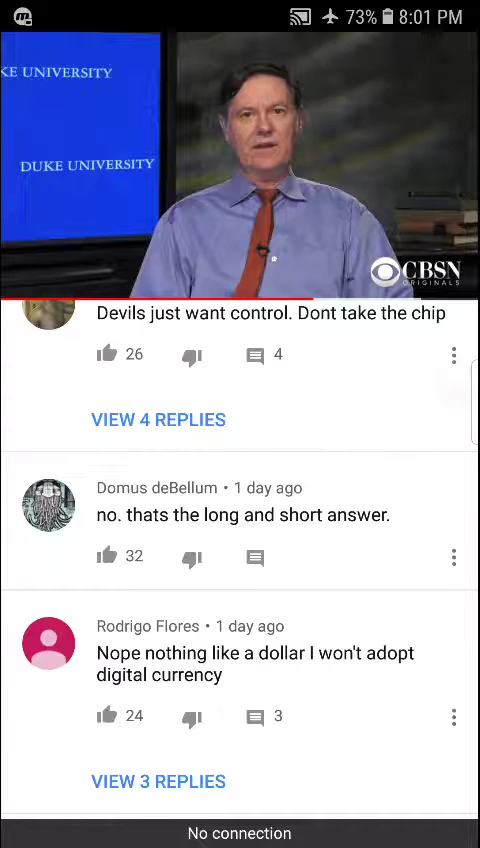 73% 8:01 PM
KE UNIVERSITY
DUKE UNIVERSITY
CBSN
ORIGINALS
Devils just want control. Dont take the chip
26 4
VIEW 4 REPLIES
Domus deBellum • 1 day ago
no. thats the long and short answer.
32
Rodrigo Flores • 1 day ago
Nope nothing like a dollar I won't adopt
digital currency
24 3
VIEW 3 REPLIES
No connection